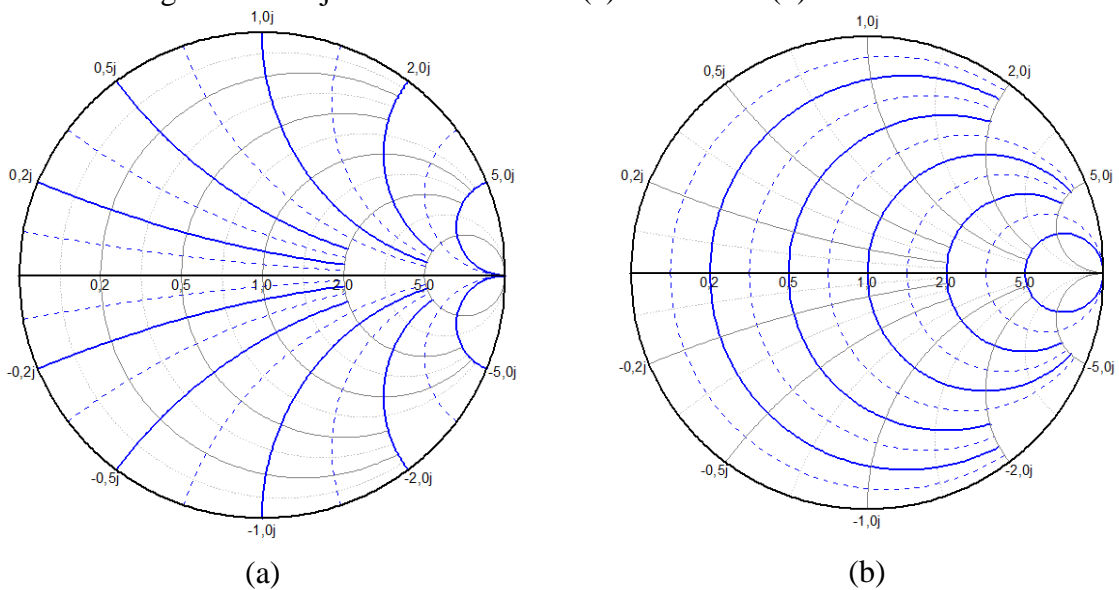 1,0j 1,0j
0,5j 2,0j 0,5j 2,0j
0,2j 5,0j 0,2j 5,0j
0,2 0,5 1,0 2,0 5,0 0,2 0,5 1,0 2,0 5,0
-0,2j -5,0j -0,2j -5,0j
-0,5j -2,0j -0,5j -2,0j
-1,0j -1,0j
(a) (b)